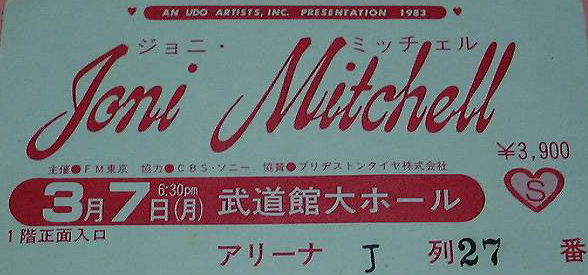 AN UDO ARTISTS, INC. PRESENTATION 1983
ジョニ・ミッチェル
Joni Mitchell
¥3,900
主催●FM東京 協力●CBS・ソニー 協賛●ブリヂストンタイヤ株式会社
3月7日(月) 6:30pm 武道館大ホール S
1階正面入口
アリーナ J 列27 番